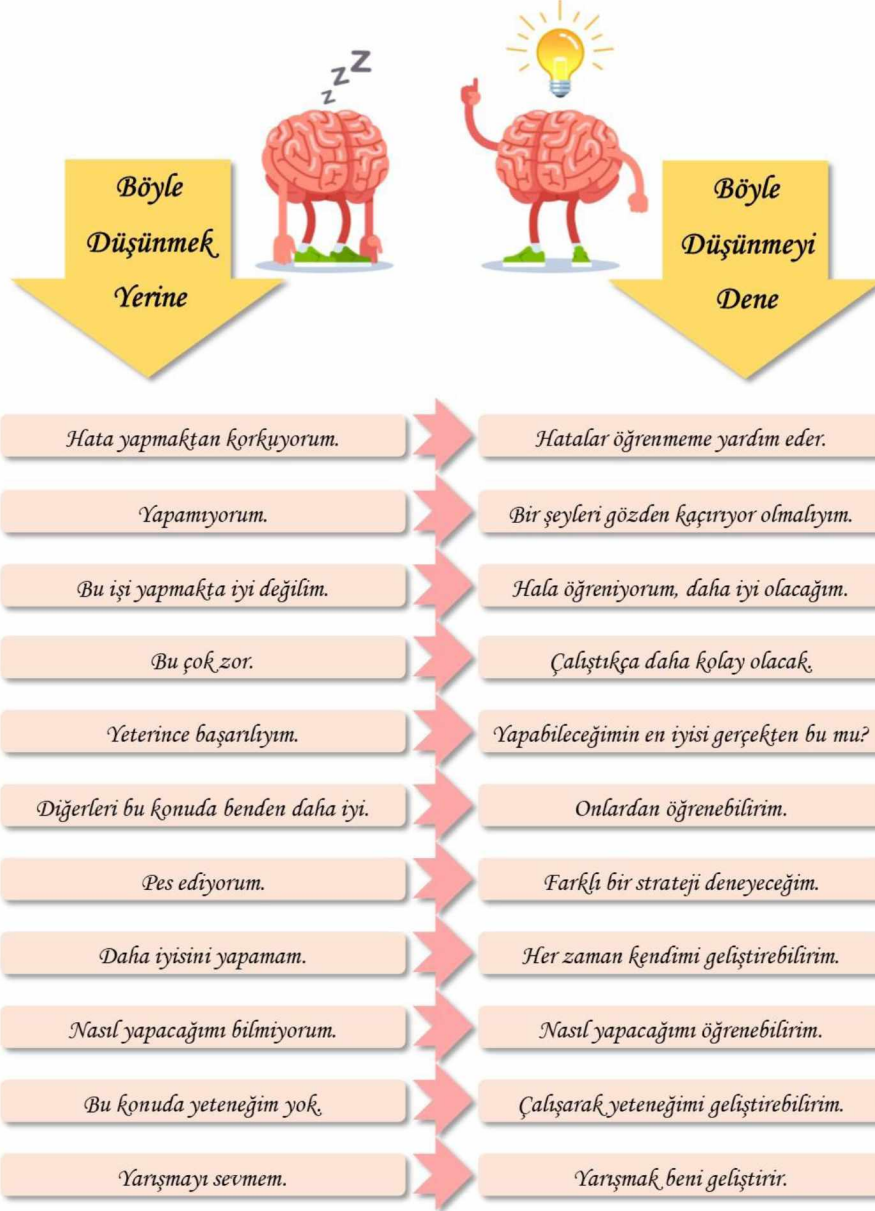 z z Z
Böyle
Düşünmek
Yerine
Böyle
Düşünmeyi
Dene
Hata yapmaktan korkuyorum.
Hatalar öğrenmeme yardım eder.
Yapamıyorum.
Bir şeyleri gözden kaçırıyor olmalıyım.
Bu işi yapmakta iyi değilim.
Hala öğreniyorum, daha iyi olacağım.
Bu çok zor.
Çalıştıkça daha kolay olacak.
Yeterince başarılıyım.
Yapabileceğimin en iyisi gerçekten bu mu?
Diğerleri bu konuda benden daha iyi.
Onlardan öğrenebilirim.
Pes ediyorum.
Farklı bir strateji deneyeceğim.
Daha iyisini yapamam.
Her zaman kendimi geliştirebilirim.
Nasıl yapacağımı bilmiyorum.
Nasıl yapacağımı öğrenebilirim.
Bu konuda yeteneğim yok.
Çalışarak yeteneğimi geliştirebilirim.
Yarışmayı sevmem.
Yarışmak beni geliştirir.